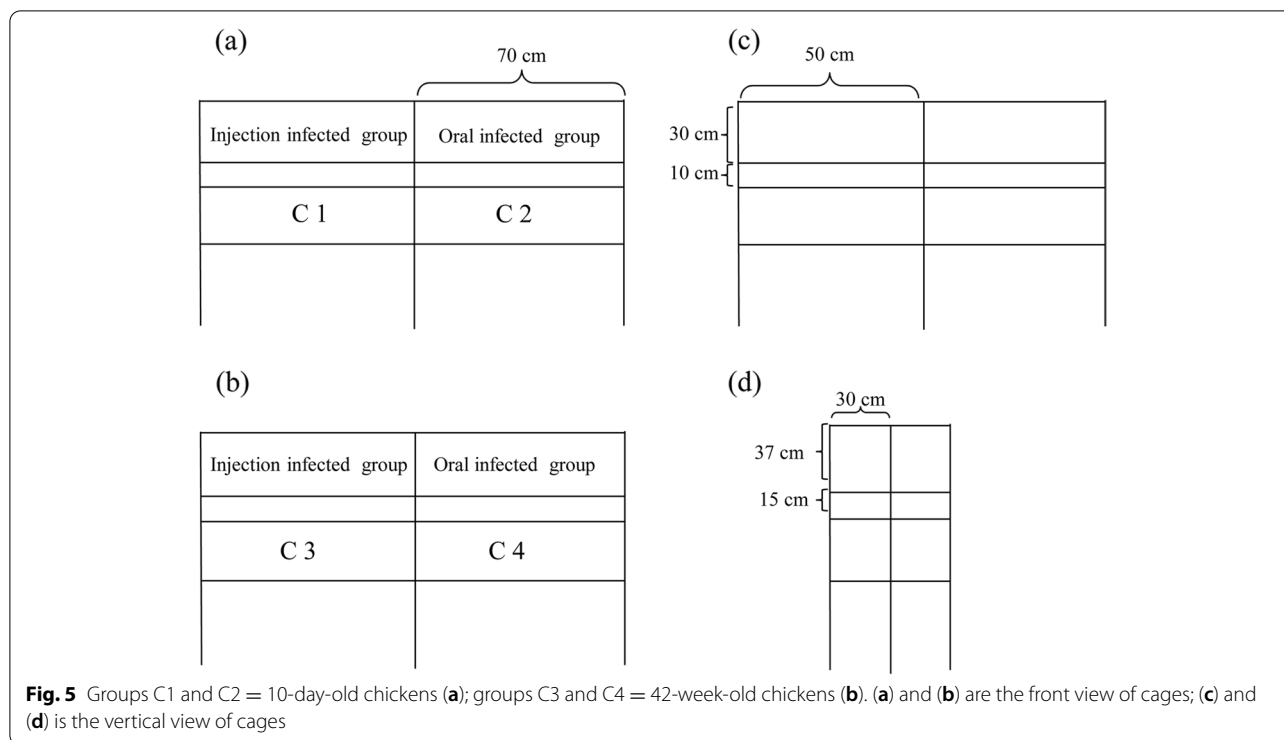 (a)
70 cm
Injection infected group
Oral infected group
C 1
C 2
(c)
50 cm
30 cm
10 cm
(b)
Injection infected group
Oral infected group
C 3
C 4
(d)
30 cm
37 cm
15 cm
Fig. 5 Groups C1 and C2 = 10-day-old chickens (a); groups C3 and C4 = 42-week-old chickens (b). (a) and (b) are the front view of cages; (c) and
(d) is the vertical view of cages